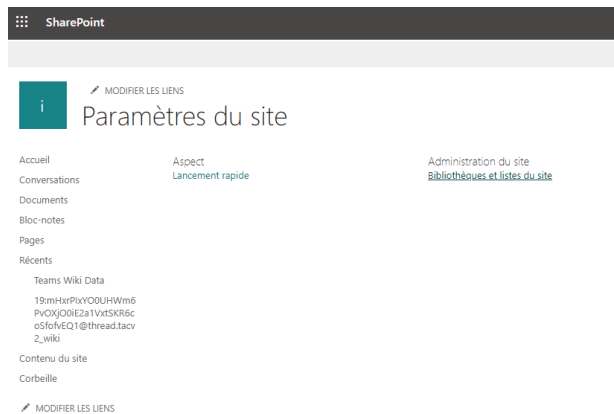 SharePoint
MODIFIER LES LIENS
i
Paramètres du site
Accueil
Conversations
Documents
Bloc-notes
Pages
Récents
Teams Wiki Data
19:mHxrPIxYO0UHWm6
PvOXjO0iE2a1VxtSKR6c
oSfofvEQ1@thread.tacv
2_wiki
Contenu du site
Corbeille
MODIFIER LES LIENS
Aspect
Lancement rapide
Administration du site
Bibliothèques et listes du site